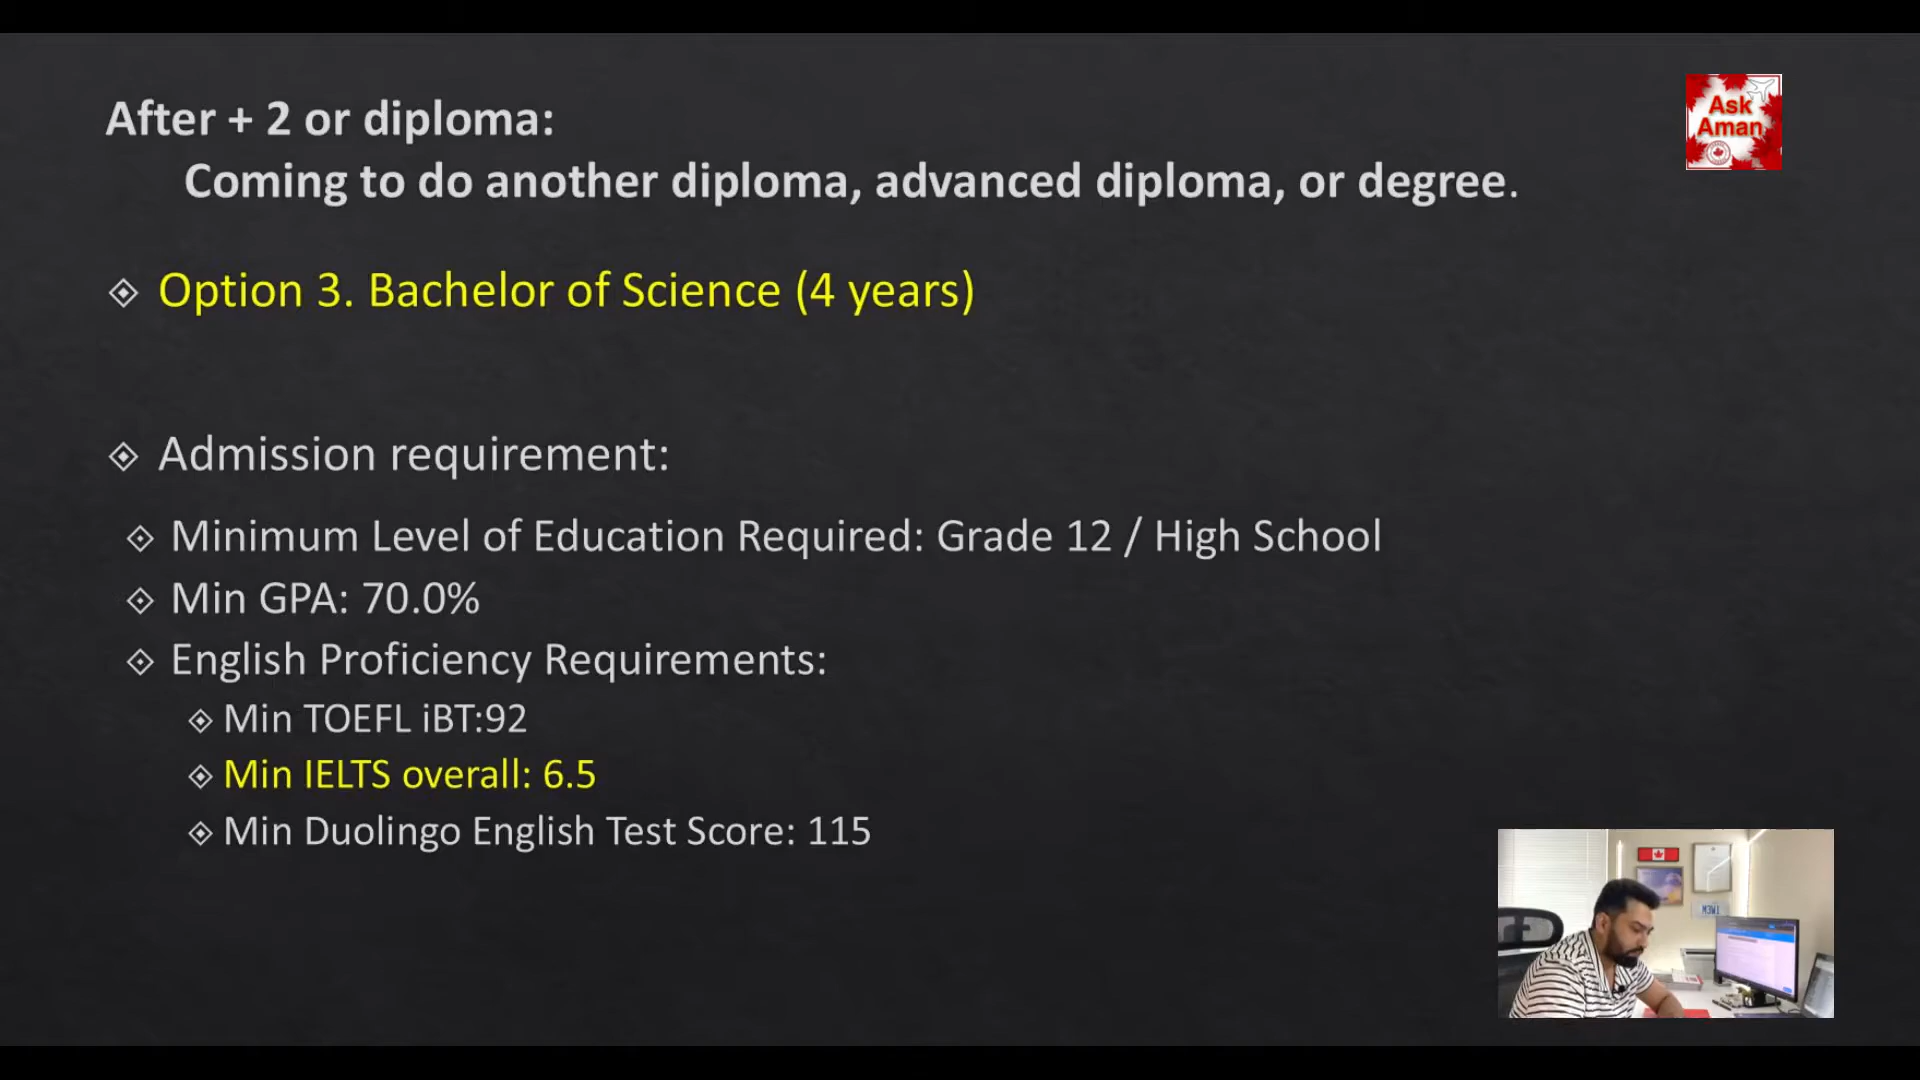 After + 2 or diploma:
Coming to do another diploma, advanced diploma, or degree.
Ask
Aman
Option 3. Bachelor of Science (4 years)
Admission requirement:
Minimum Level of Education Required: Grade 12 / High School
Min GPA: 70.0%
English Proficiency Requirements:
Min TOEFL iBT:92
Min IELTS overall: 6.5
Min Duolingo English Test Score: 115